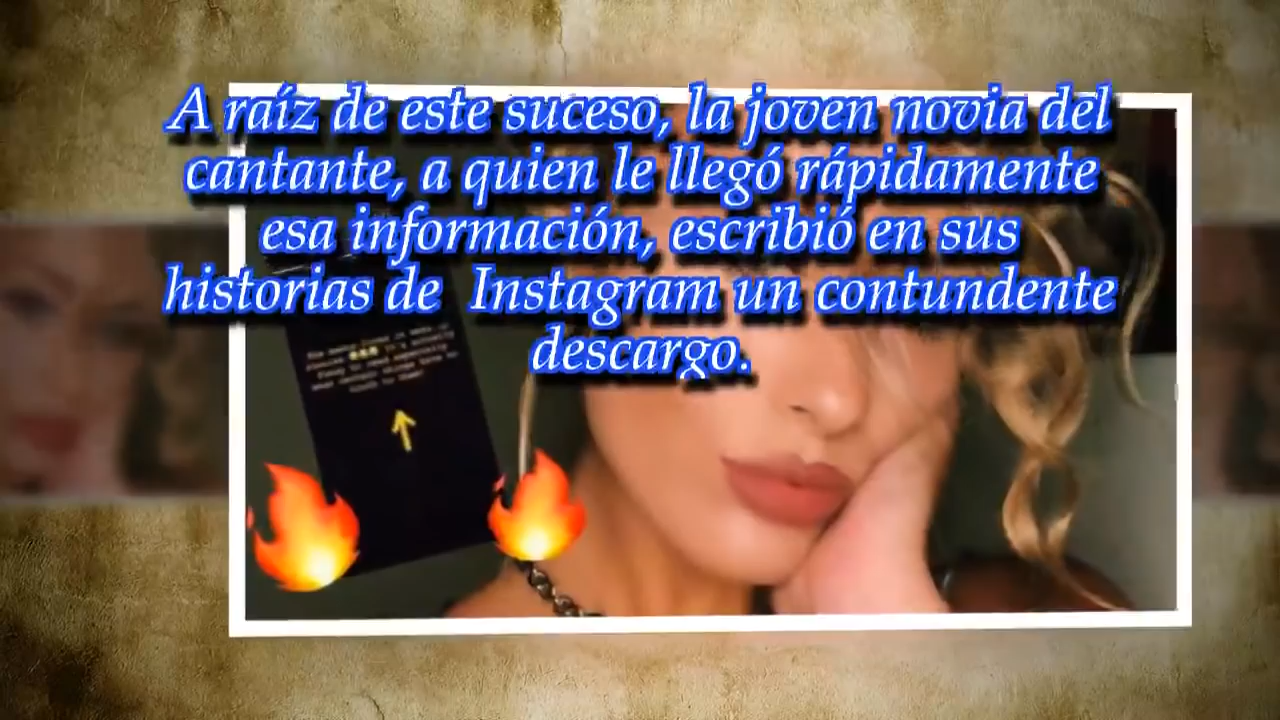 A raíz de este suceso, la joven novia del
cantante, a quien le llegó rápidamente
esa información, escribió en sus
historias de Instagram un contundente
descargo.